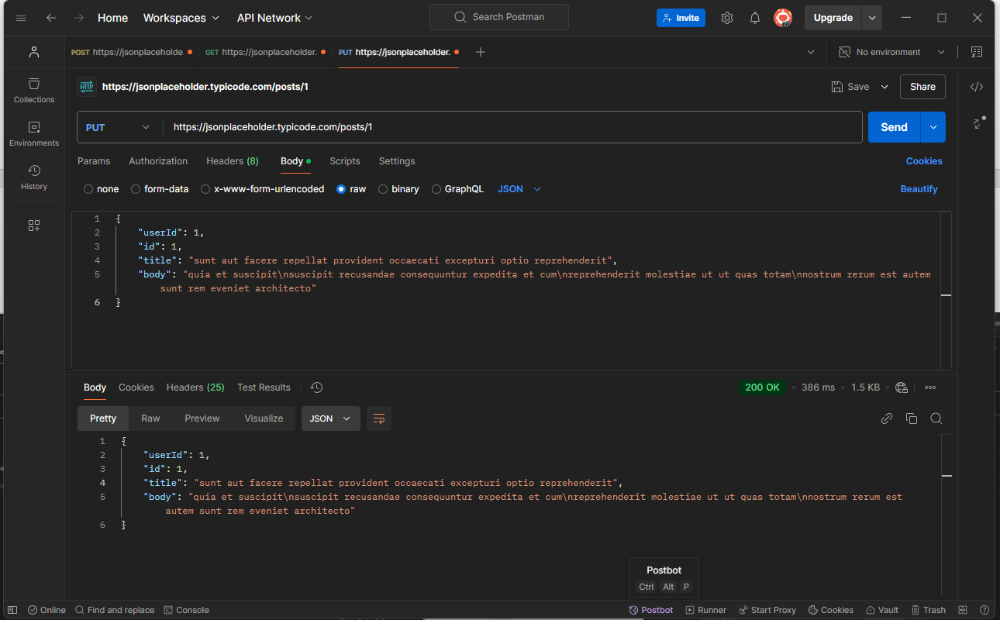 Home Workspaces API Network Search Postman Invite Upgrade
POST https://jsonplaceholde GET https://jsonplaceholder. PUT https://jsonplaceholder. No environment
HTTP https://jsonplaceholder.typicode.com/posts/1 Save Share
Collections
Environments
History
PUT https://jsonplaceholder.typicode.com/posts/1 Send
Params Authorization Headers (8) Body Scripts Settings Cookies
none form-data x-www-form-urlencoded raw binary GraphQL JSON Beautify
1 {
2 "userId": 1,
3 "id": 1,
4 "title": "sunt aut facere repellat provident occaecati excepturi optio reprehenderit",
5 "body": "quia et suscipit\nsuscipit recusandae consequuntur expedita et cum\nreprehenderit molestiae ut ut quas totam\nnostrum rerum est autem
sunt rem eveniet architecto"
6 }
Body Cookies Headers (25) Test Results 200 OK 386 ms 1.5 KB
Pretty Raw Preview Visualize JSON
1 {
2 "userId": 1,
3 "id": 1,
4 "title": "sunt aut facere repellat provident occaecati excepturi optio reprehenderit",
5 "body": "quia et suscipit\nsuscipit recusandae consequuntur expedita et cum\nreprehenderit molestiae ut ut quas totam\nnostrum rerum est
autem sunt rem eveniet architecto"
6 }
Postbot
Ctrl Alt P
Online Find and replace Console Postbot Runner Start Proxy Cookies Vault Trash